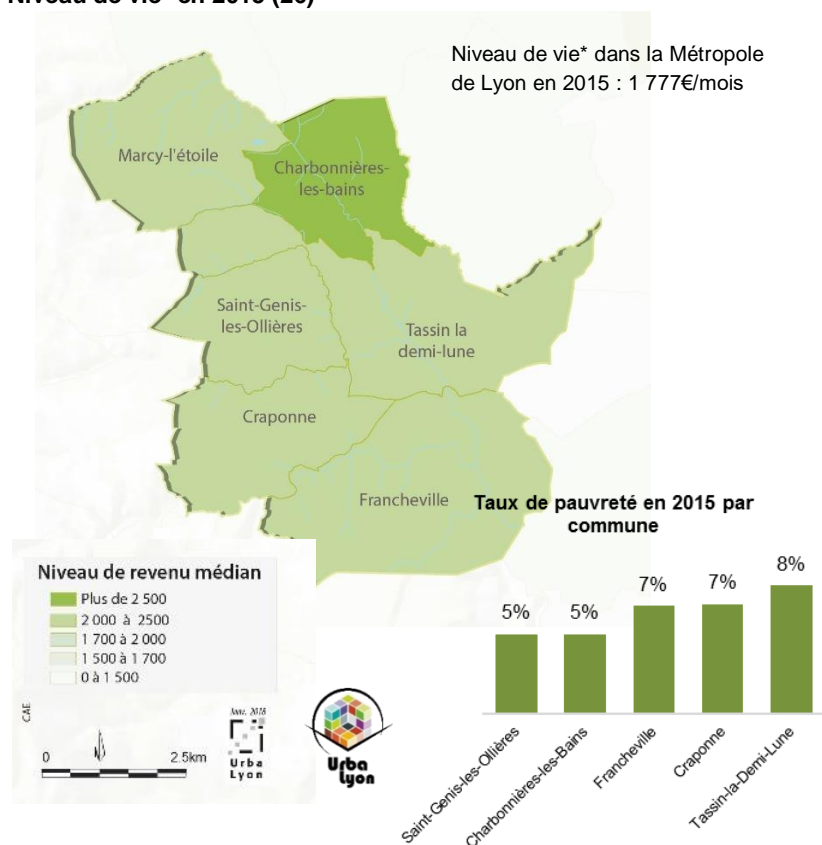 Niveau de vie* dans la Métropole
de Lyon en 2015 : 1 777€/mois
Marcy-l'étoile
Charbonnières-
les-bains
Saint-Genis-
les-Ollières
Tassin la
demi-lune
Craponne
Francheville
Taux de pauvreté en 2015 par
commune
5%
5%
7%
7%
8%
Saint-Genis-les-Ollières
Charbonnières-les-Bains
Francheville
Craponne
Tassin-la-Demi-Lune
Niveau de revenu médian
Plus de 2 500
2 000 à 2500
1 700 à 2 000
1 500 à 1 700
0 à 1 500
CAE
0
2.5km
Janv. 2018
Urba
Lyon
Urba
Lyon